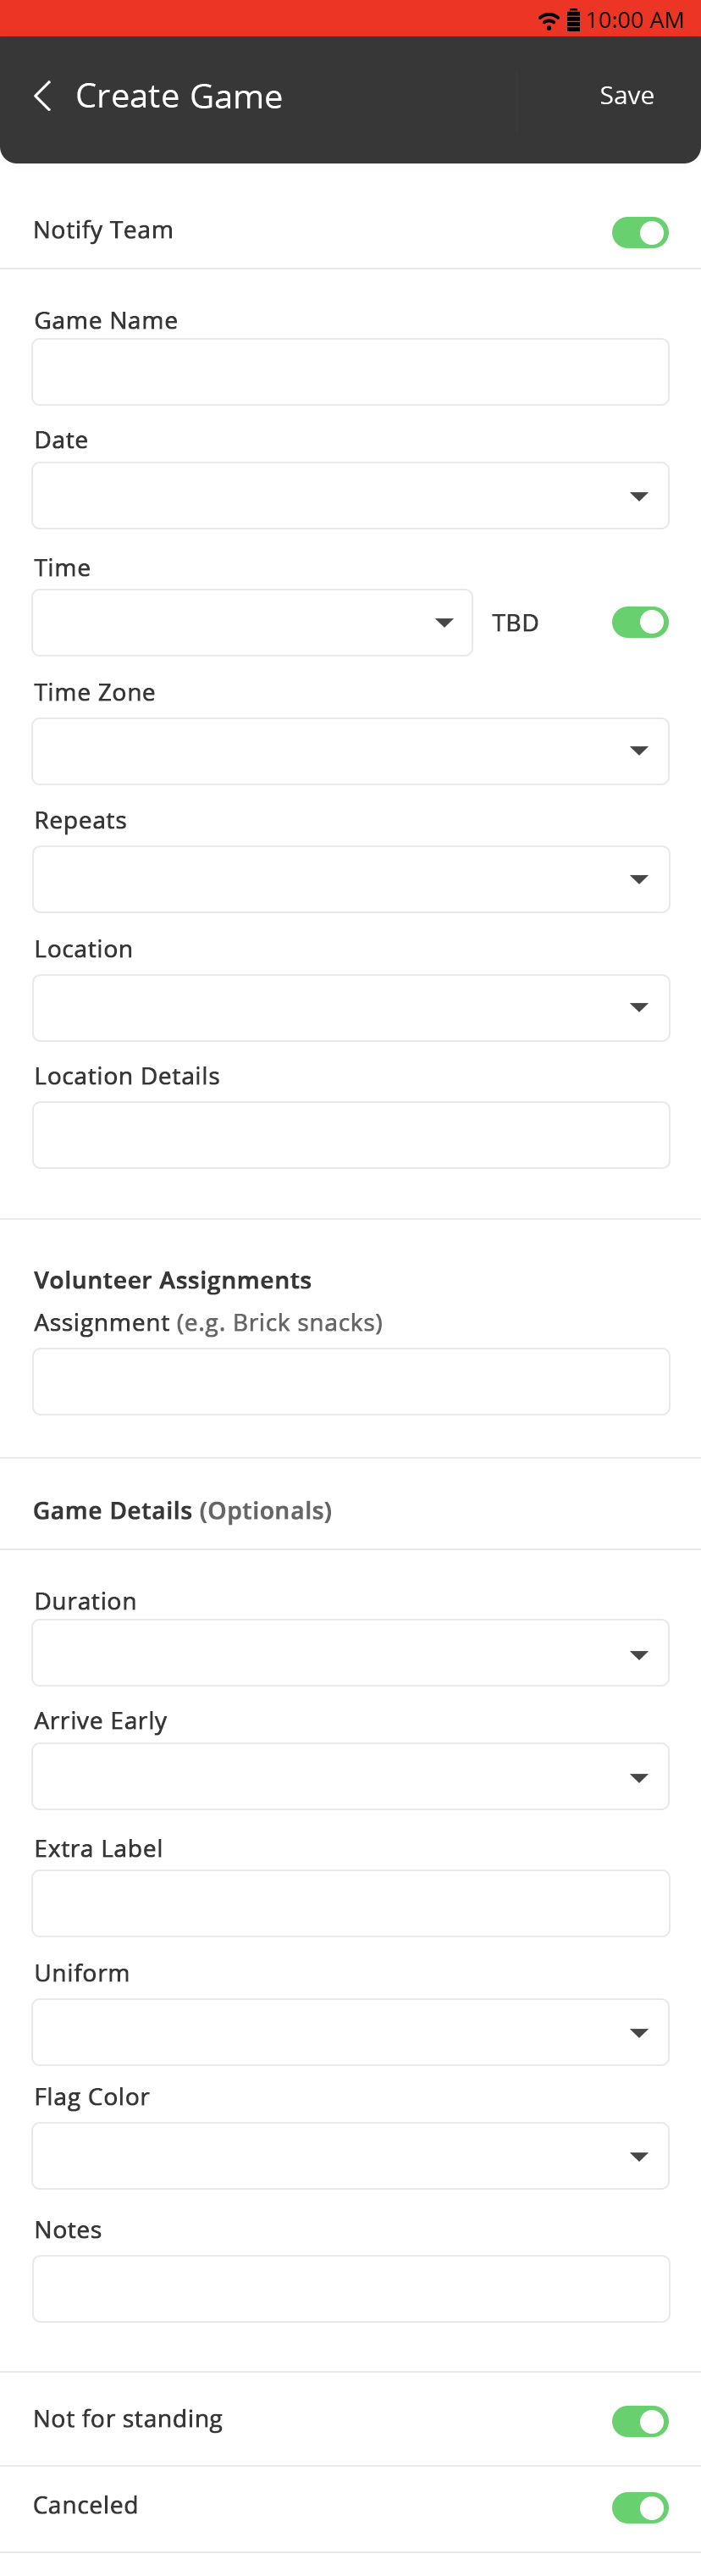 10:00 AM
Create Game Save
Notify Team
Game Name
Date
Time
TBD
Time Zone
Repeats
Location
Location Details
Volunteer Assignments
Assignment (e.g. Brick snacks)
Game Details (Optionals)
Duration
Arrive Early
Extra Label
Uniform
Flag Color
Notes
Not for standing
Canceled